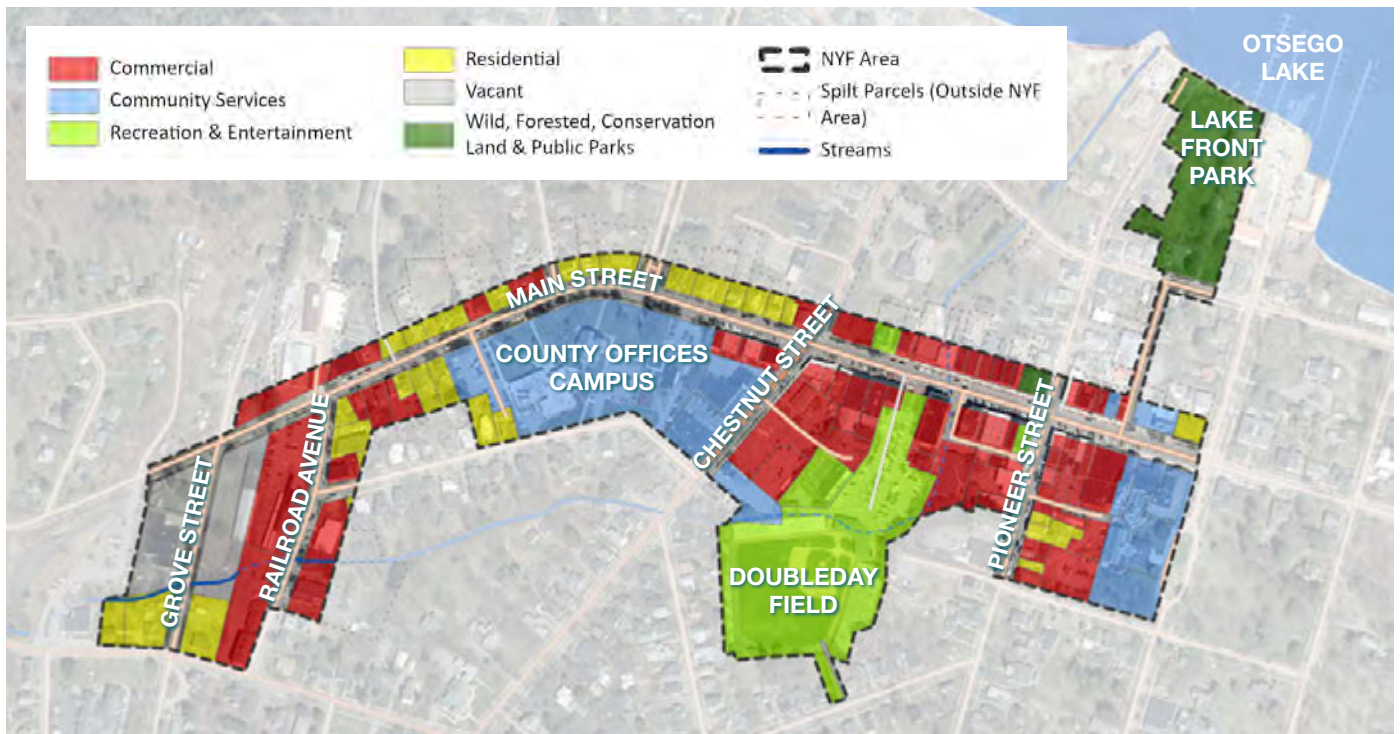 Commercial
Community Services
Recreation & Entertainment
Residential
Vacant
Wild, Forested, Conservation
Land & Public Parks
NYF Area
Spilt Parcels (Outside NYF
Area)
Streams
OTSEGO
LAKE
LAKE
FRONT
PARK
MAIN STREET
COUNTY OFFICES
CAMPUS
CHESTNUT STREET
PIONEER STREET
RAILROAD AVENUE
GROVE STREET
DOUBLEDAY
FIELD